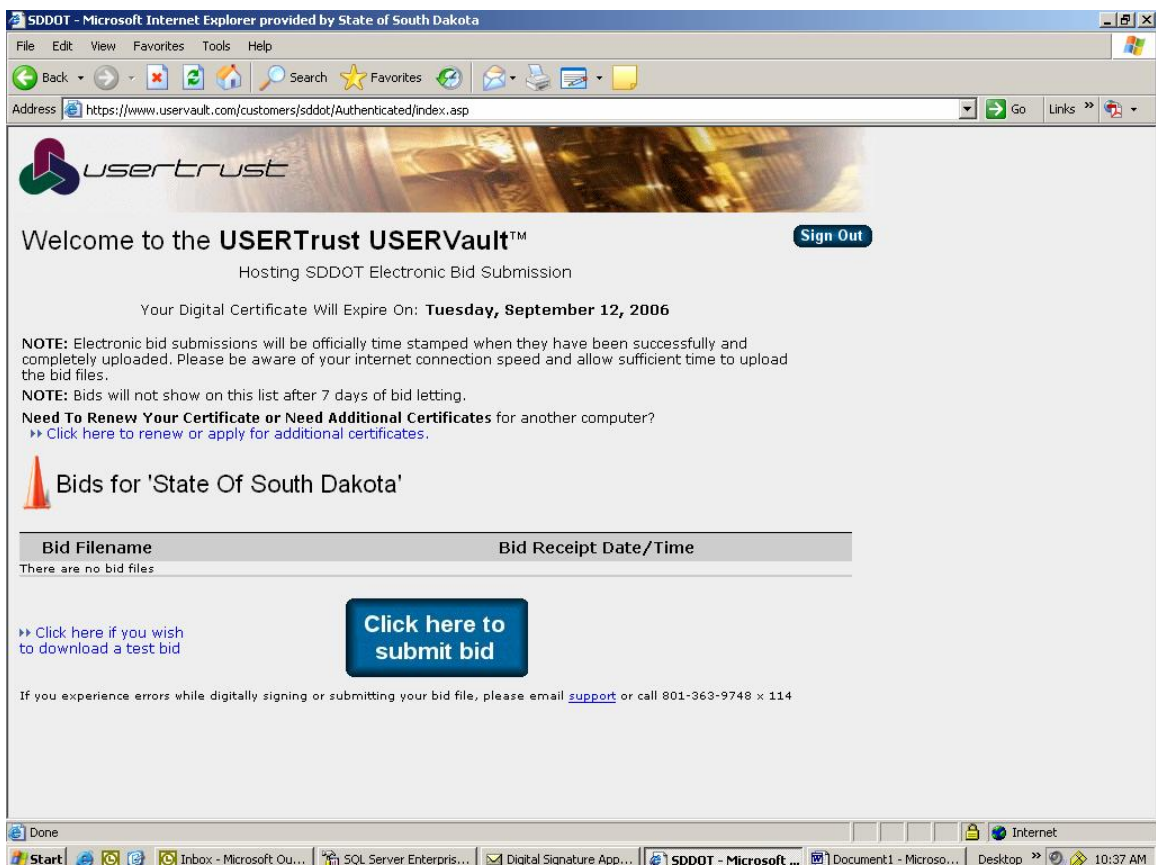 SDDOT - Microsoft Internet Explorer provided by State of South Dakota
File Edit View Favorites Tools Help
Back Search Favorites
Address https://www.uservault.com/customers/sddot/Authenticated/index.asp Go Links »
usertrust
Welcome to the USERTrust USERVault™ Sign Out
Hosting SDDOT Electronic Bid Submission
Your Digital Certificate Will Expire On: Tuesday, September 12, 2006
NOTE: Electronic bid submissions will be officially time stamped when they have been successfully and
completely uploaded. Please be aware of your internet connection speed and allow sufficient time to upload
the bid files.
NOTE: Bids will not show on this list after 7 days of bid letting.
Need To Renew Your Certificate or Need Additional Certificates for another computer?
Click here to renew or apply for additional certificates.
Bids for 'State Of South Dakota'
Bid Filename Bid Receipt Date/Time
There are no bid files
Click here to
submit bid
Click here if you wish
to download a test bid
If you experience errors while digitally signing or submitting your bid file, please email support or call 801-363-9748 x 114
Done Internet
Start Inbox - Microsoft Ou... SQL Server Enterpris... Digital Signature App... SDDOT - Microsoft ... Document1 - Microso... Desktop » 10:37 AM